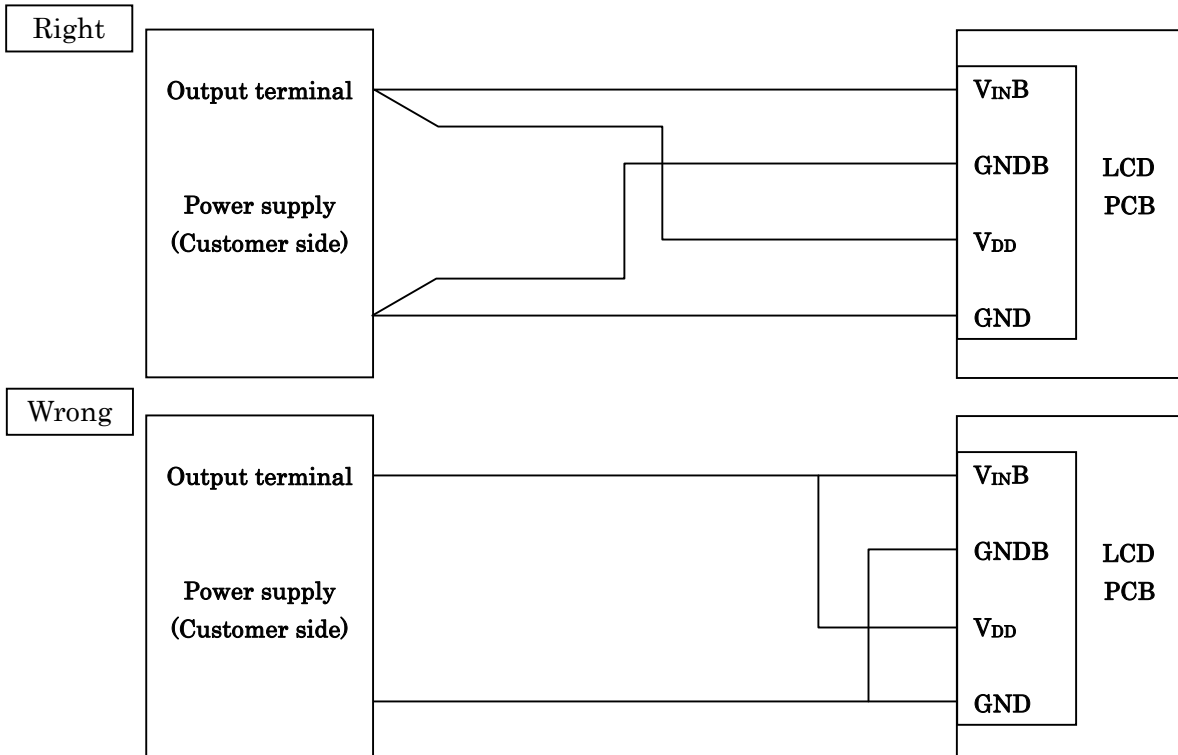 Right
Output terminal
Power supply
(Customer side)
VINB
GNDB
VDD
GND
LCD
PCB
Wrong
Output terminal
Power supply
(Customer side)
VINB
GNDB
VDD
GND
LCD
PCB